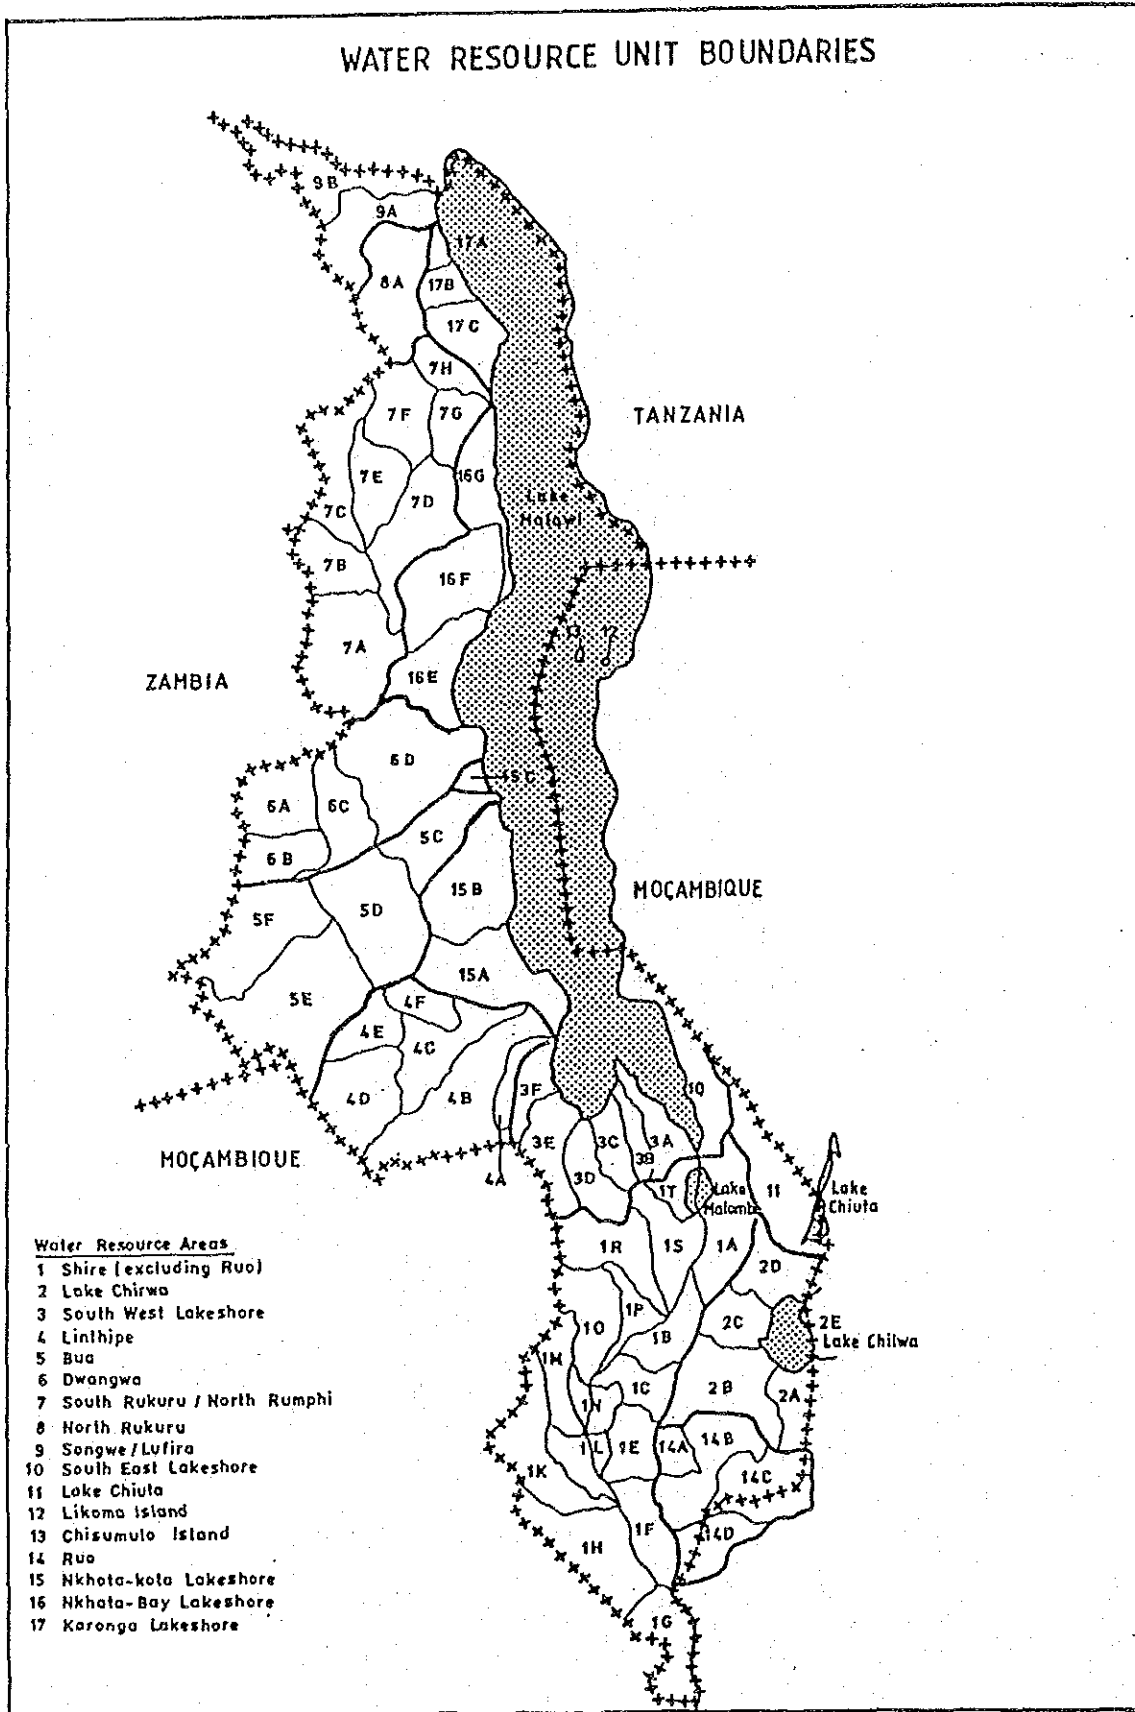 WATER RESOURCE UNIT BOUNDARIES
9B
9A
17A
8A
17B
17C
7H
7F
7G
TANZANIA
7E
16G
7D
Lake
Malawi
7C
7B
16F
13
12
7A
ZAMBIA
16E
6D
15C
6A
6C
5C
6B
15B
MOÇAMBIQUE
5F
5D
15A
5E
4F
4E
4C
3F
10
4D
4B
3E
3C
3A
3B
MOÇAMBIQUE
4A
3D
1T
Lake
Malombe
11
Lake
Chiuta
1R
1S
1A
2D
1P
2C
2E
Lake Chilwa
1O
1B
1M
1C
2B
2A
1N
1L
1E
14A
14B
1K
14C
1F
14D
1H
1G
Water Resource Areas
1 Shire (excluding Ruo)
2 Lake Chirwa
3 South West Lakeshore
4 Linthipe
5 Bua
6 Dwangwa
7 South Rukuru / North Rumphi
8 North Rukuru
9 Songwe / Lufira
10 South East Lakeshore
11 Lake Chiuta
12 Likoma Island
13 Chisumulo Island
14 Ruo
15 Nkhota-kota Lakeshore
16 Nkhata-Bay Lakeshore
17 Karonga Lakeshore